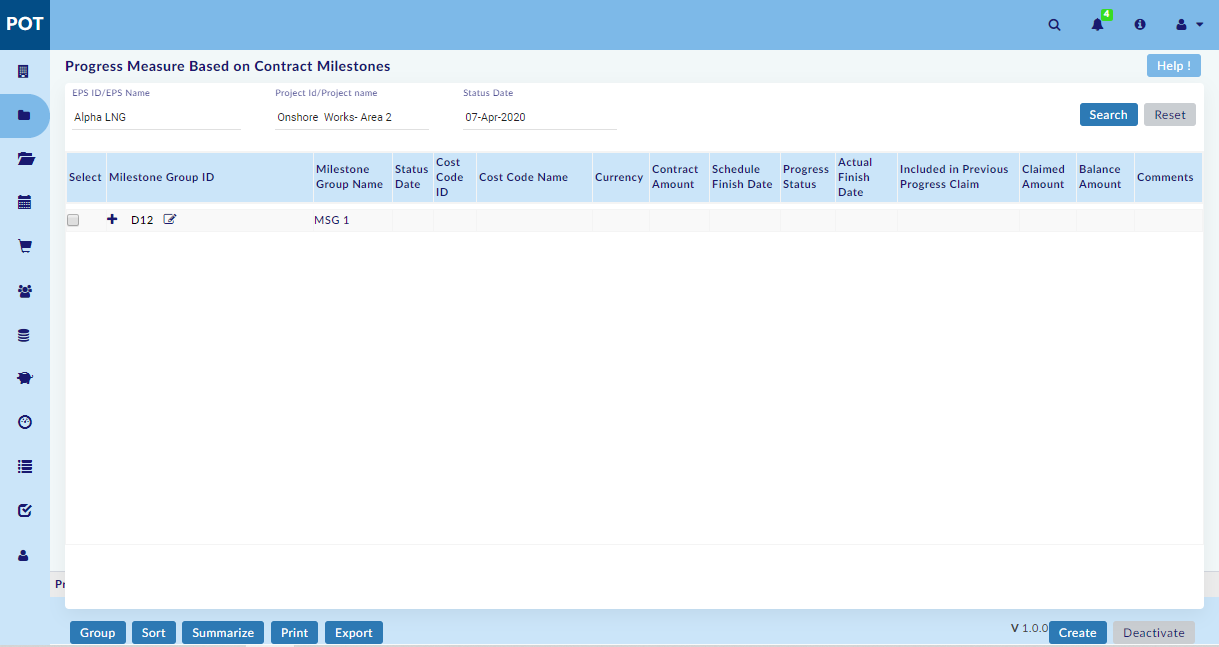 POT
4
Progress Measure Based on Contract Milestones
Help !
EPS ID/EPS Name
Project Id/Project name
Status Date
Alpha LNG
Onshore Works- Area 2
07-Apr-2020
Search
Reset
Select
Milestone Group ID
Milestone
Group Name
Status
Date
Cost
Code
ID
Cost Code Name
Currency
Contract
Amount
Schedule
Finish Date
Progress
Status
Actual
Finish
Date
Included in Previous
Progress Claim
Claimed
Amount
Balance
Amount
Comments
D12
MSG 1
Group
Sort
Summarize
Print
Export
V 1.0.0
Create
Deactivate